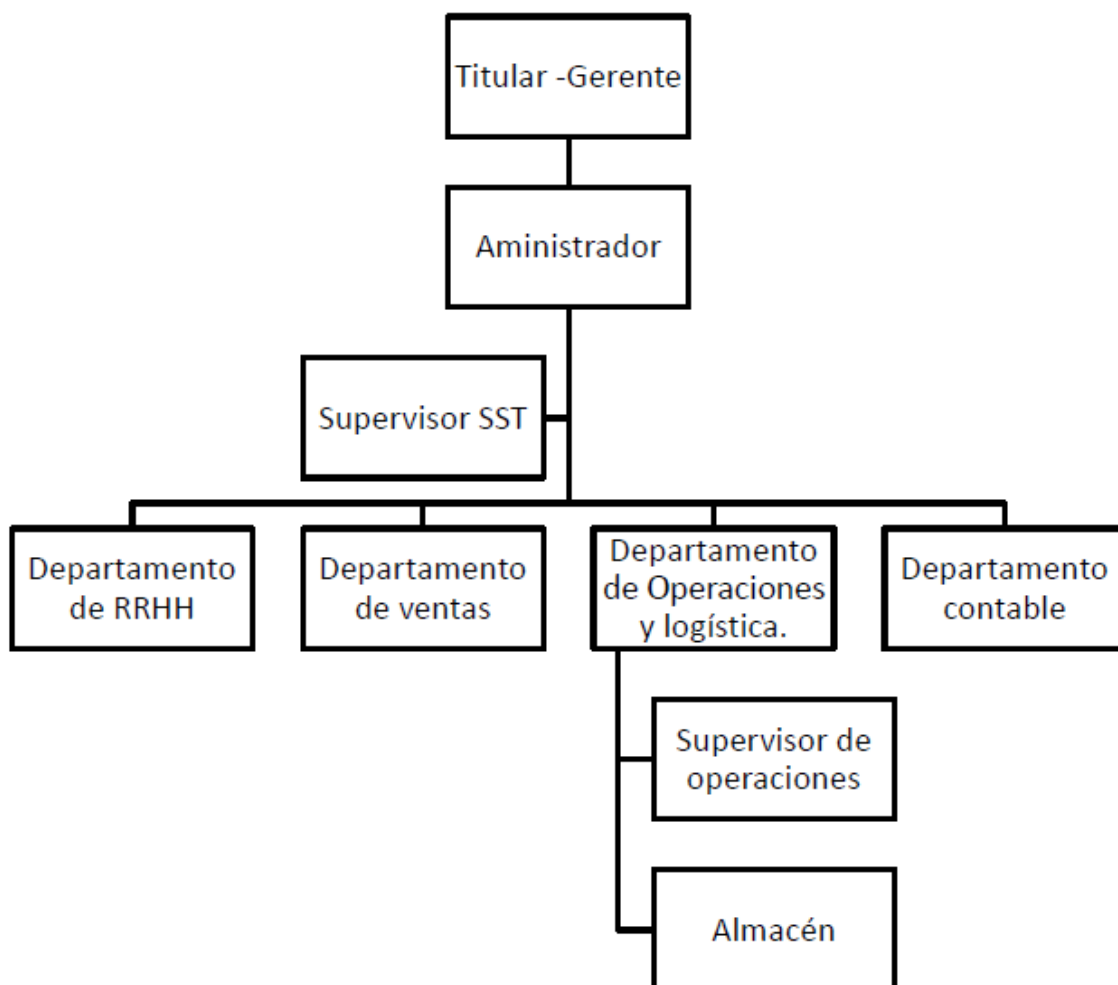 Titular -Gerente
Aministrador
Supervisor SST
Departamento
de RRHH
Departamento
de ventas
Departamento
de Operaciones
y logística.
Departamento
contable
Supervisor de
operaciones
Almacén